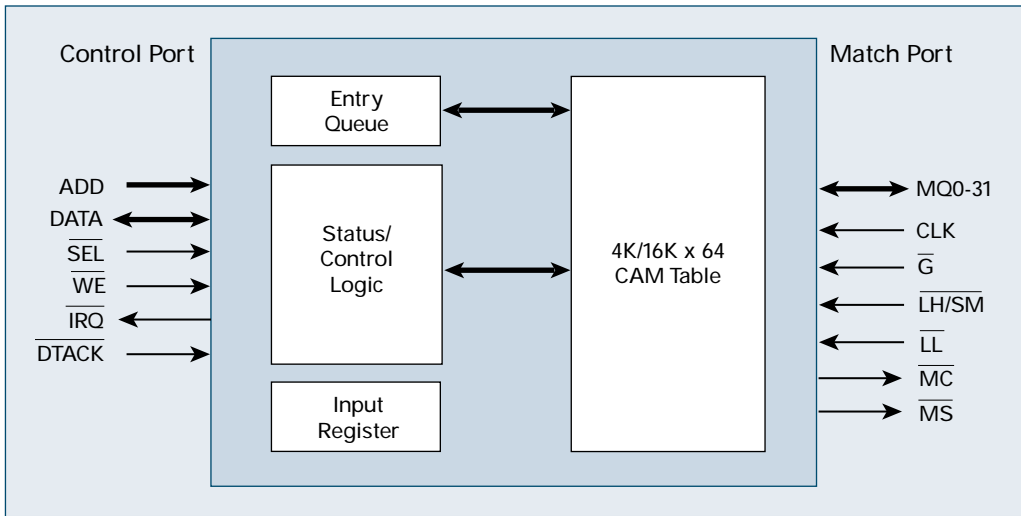 Control Port
Match Port
Entry
Queue
ADD
DATA
SEL
WE
IRQ
DTACK
Status/
Control
Logic
Input
Register
4K/16K x 64
CAM Table
MQ0-31
CLK
G
LH/SM
LL
MC
MS